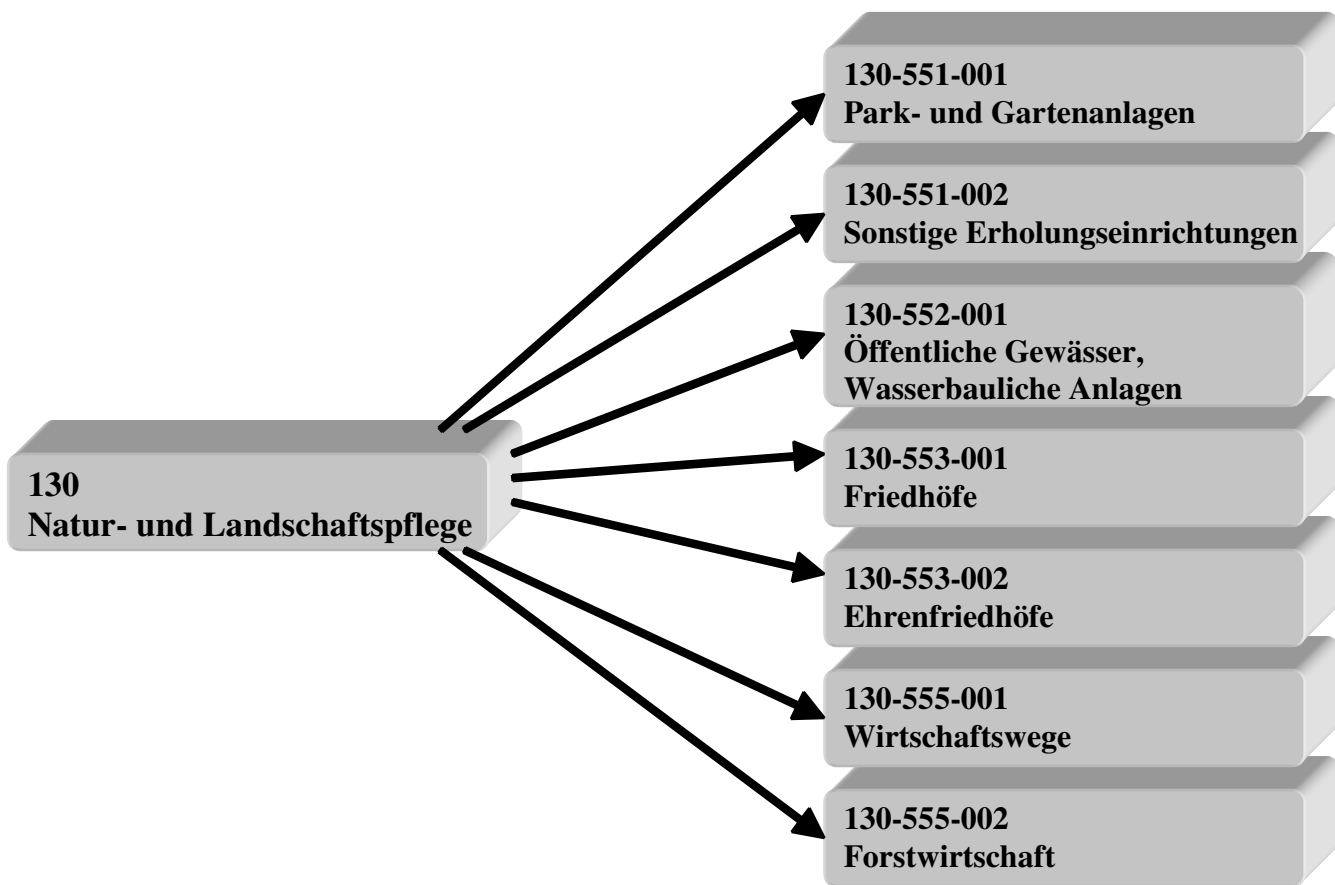 130-551-001
Park- und Gartenanlagen
130-551-002
Sonstige Erholungseinrichtungen
130-552-001
Öffentliche Gewässer,
Wasserbauliche Anlagen
130
Natur- und Landschaftspflege
130-553-001
Friedhöfe
130-553-002
Ehrenfriedhöfe
130-555-001
Wirtschaftswege
130-555-002
Forstwirtschaft